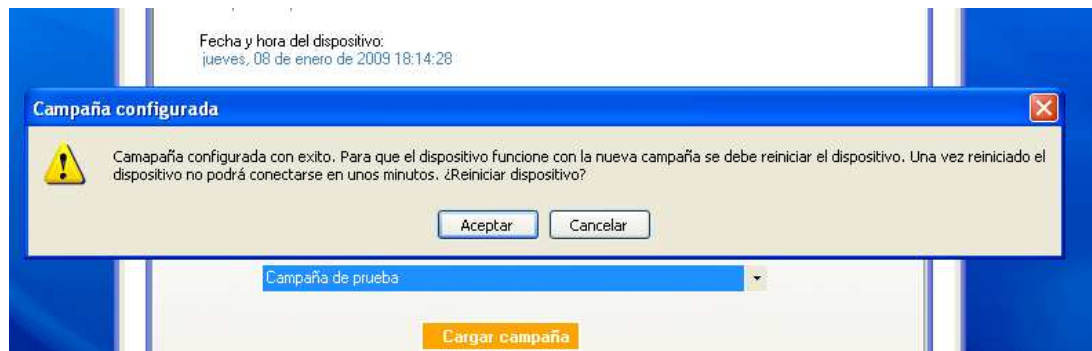 Fecha y hora del dispositivo:
jueves, 08 de enero de 2009 18:14:28
Campaña configurada
Camapaña configurada con exito. Para que el dispositivo funcione con la nueva campaña se debe reiniciar el dispositivo. Una vez reiniciado el
dispositivo no podrá conectarse en unos minutos. ¿Reiniciar dispositivo?
Aceptar Cancelar
Campaña de prueba
Cargar campaña